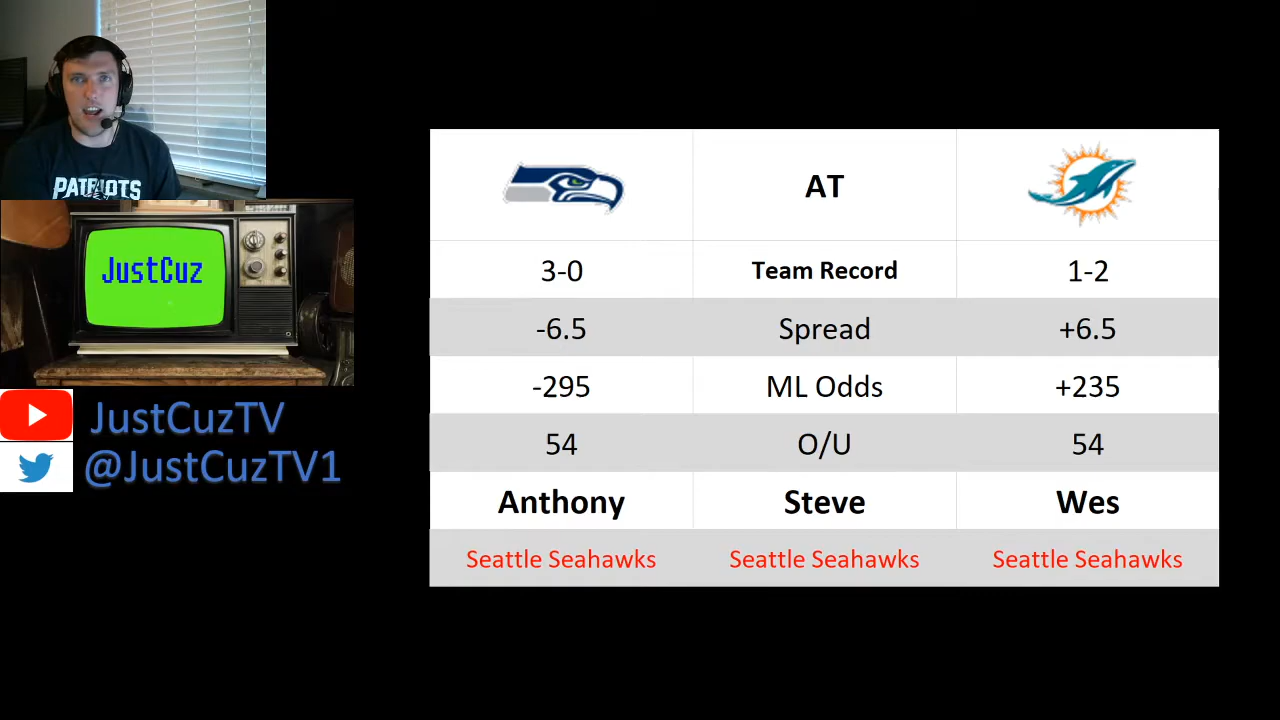 PATRIOTS
JustCuz
JustCuzTV
@JustCuzTV1
AT
3-0 Team Record 1-2
-6.5 Spread +6.5
-295 ML Odds +235
54 O/U 54
Anthony Steve Wes
Seattle Seahawks Seattle Seahawks Seattle Seahawks